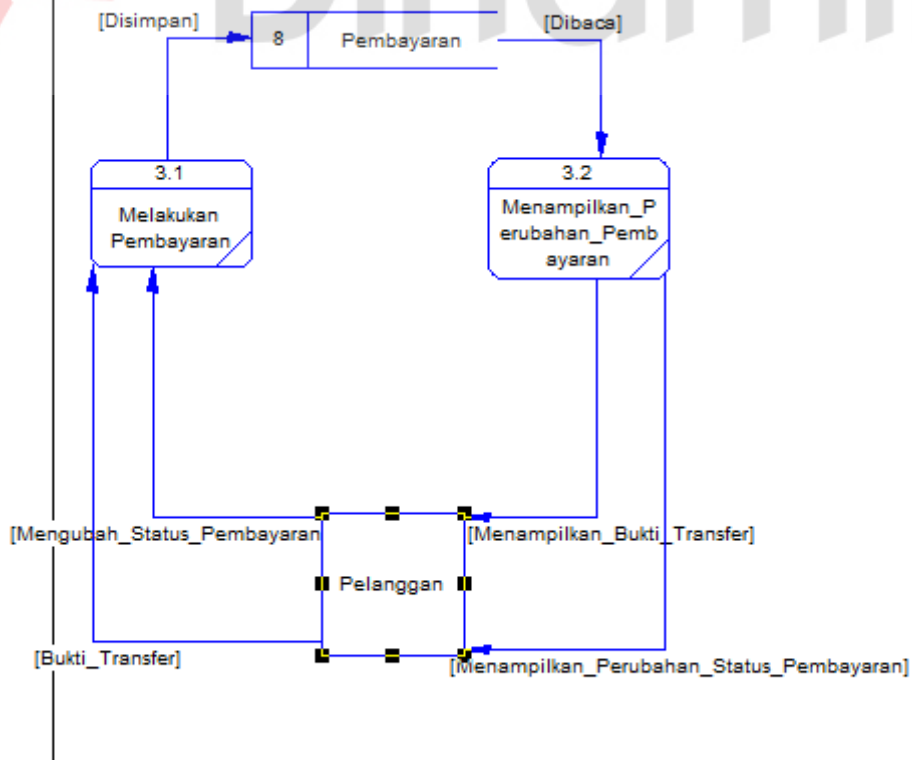 [Disimpan]
8
Pembayaran
[Dibaca]
3.1
Melakukan
Pembayaran
3.2
Menampilkan_P
erubahan_Pemb
ayaran
[Mengubah_Status_Pembayaran
[Menampilkan_Bukti_Transfer]
Pelanggan
[Bukti_Transfer]
[Menampilkan_Perubahan_Status_Pembayaran]